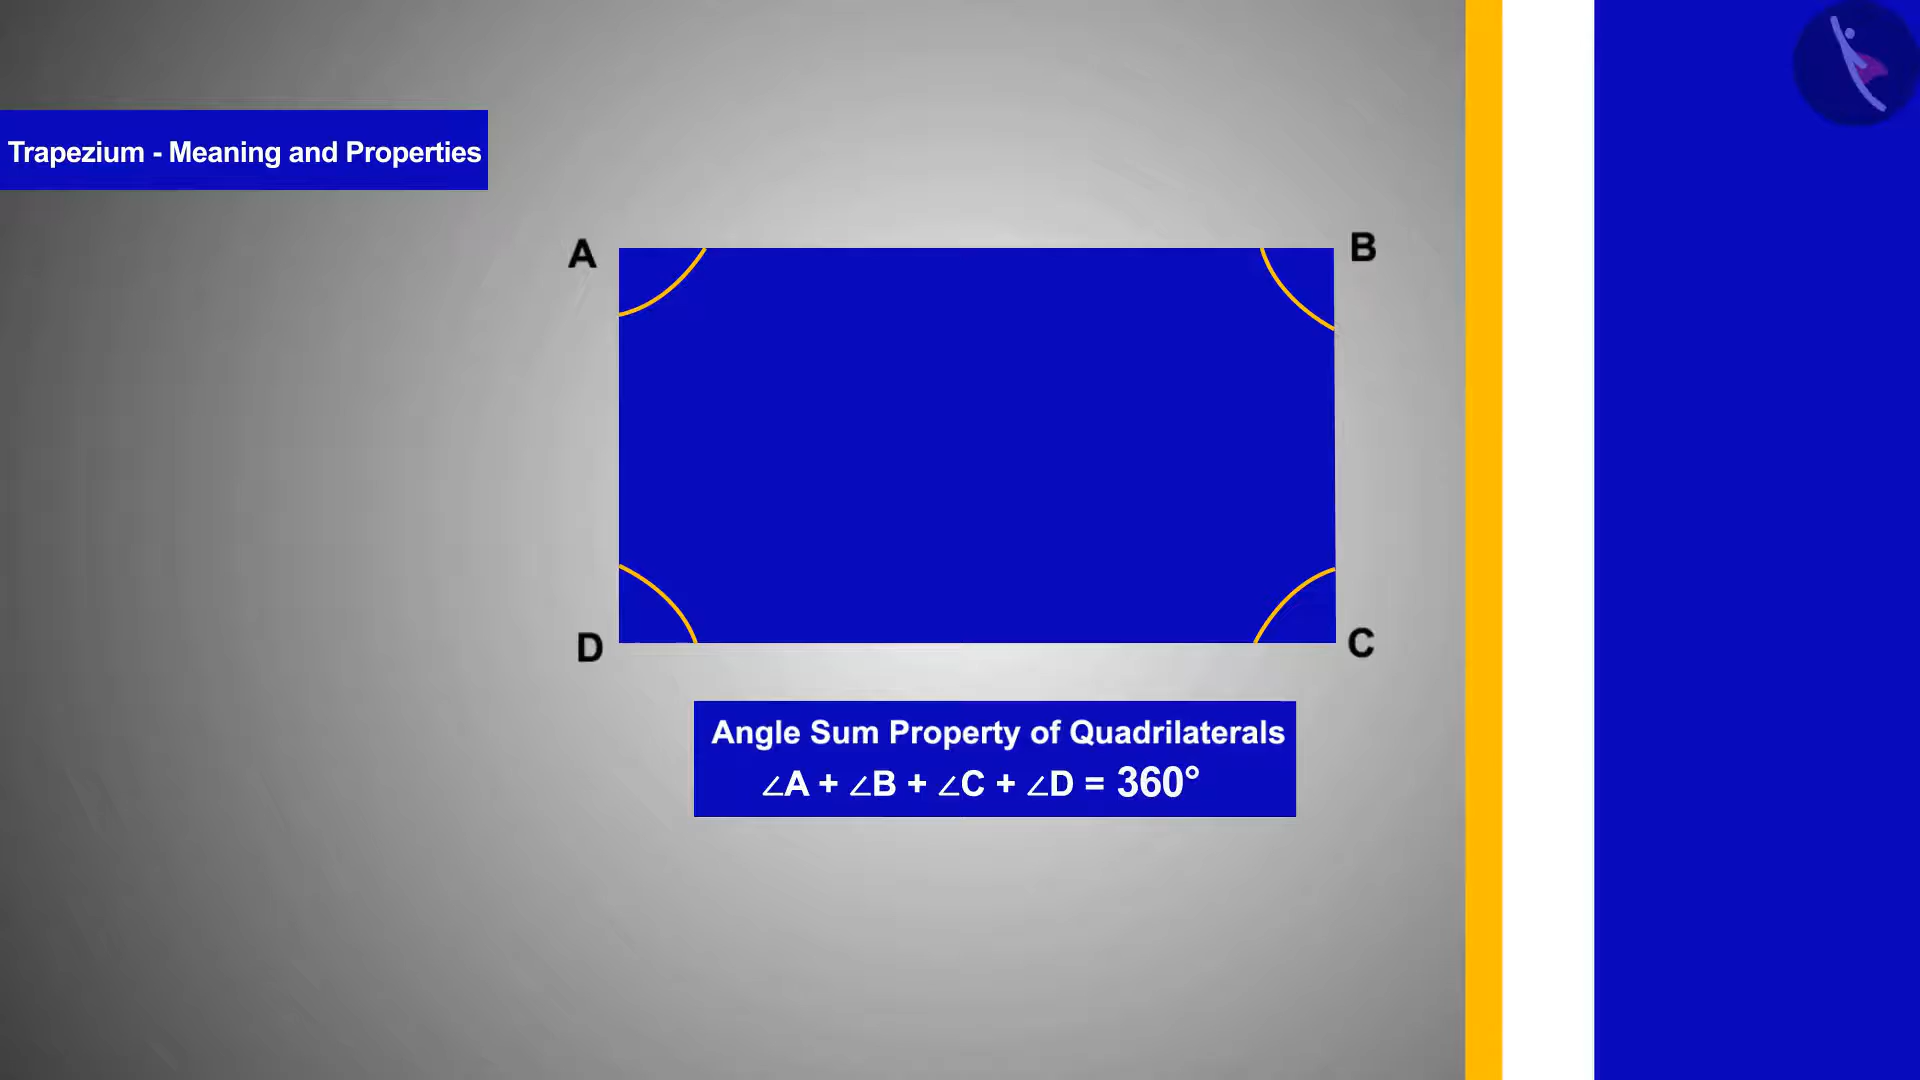 Trapezium - Meaning and Properties
A
B
D
C
Angle Sum Property of Quadrilaterals
∠A + ∠B + ∠C + ∠D = 360°